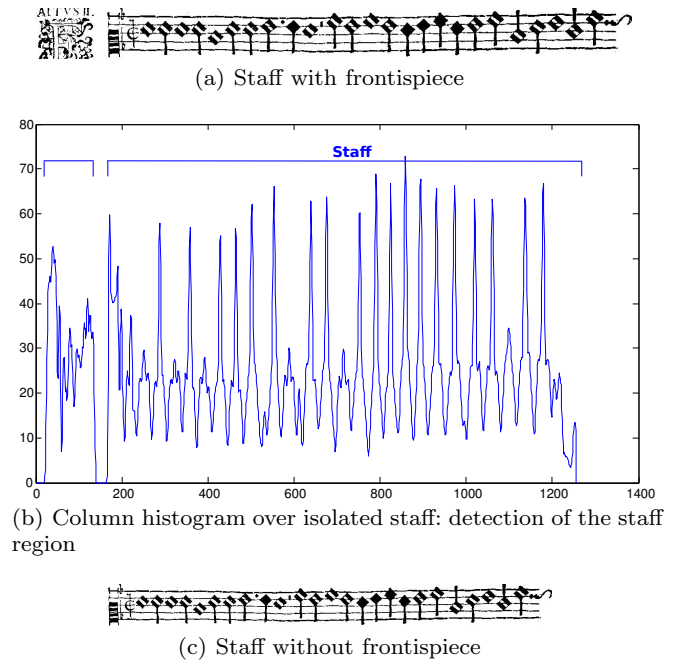 ALTVS II.
(a) Staff with frontispiece
80
Staff
70
60
50
40
30
20
10
0
0 200 400 600 800 1000 1200 1400
(b) Column histogram over isolated staff: detection of the staff
region
(c) Staff without frontispiece